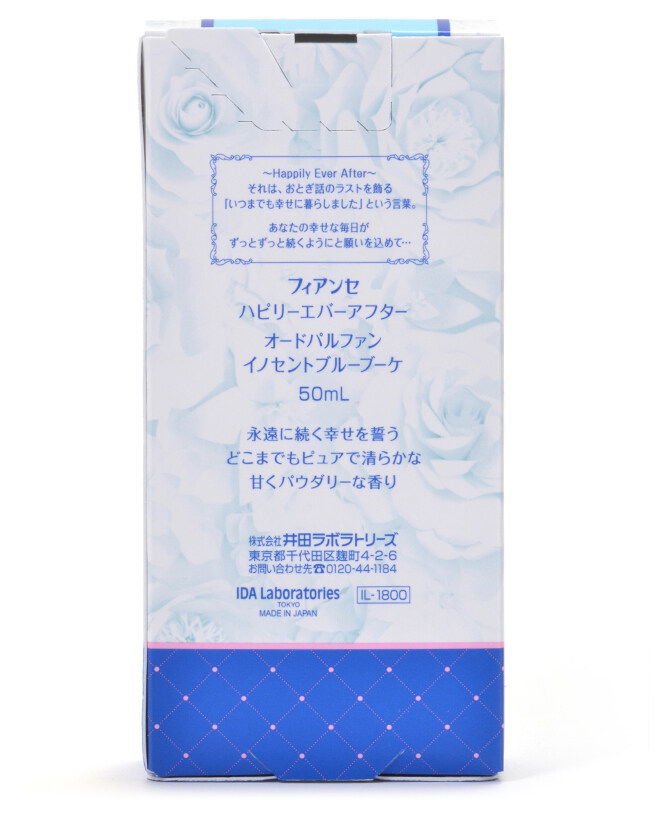 ～Happily Ever After～
それは、おとぎ話のラストを飾る
「いつまでも幸せに暮らしました」という言葉。
あなたの幸せな毎日が
ずっとずっと続くようにと願いを込めて…
フィアンセ
ハピリーエバーアフター
オードパルファン
イノセントブルーブーケ
50mL
永遠に続く幸せを誓う
どこまでもピュアで清らかな
甘くパウダリーな香り
株式会社 井田ラボラトリーズ
東京都千代田区麹町4-2-6
お問い合わせ先☎0120-44-1184
IDA Laboratories IL-1800
TOKYO
MADE IN JAPAN